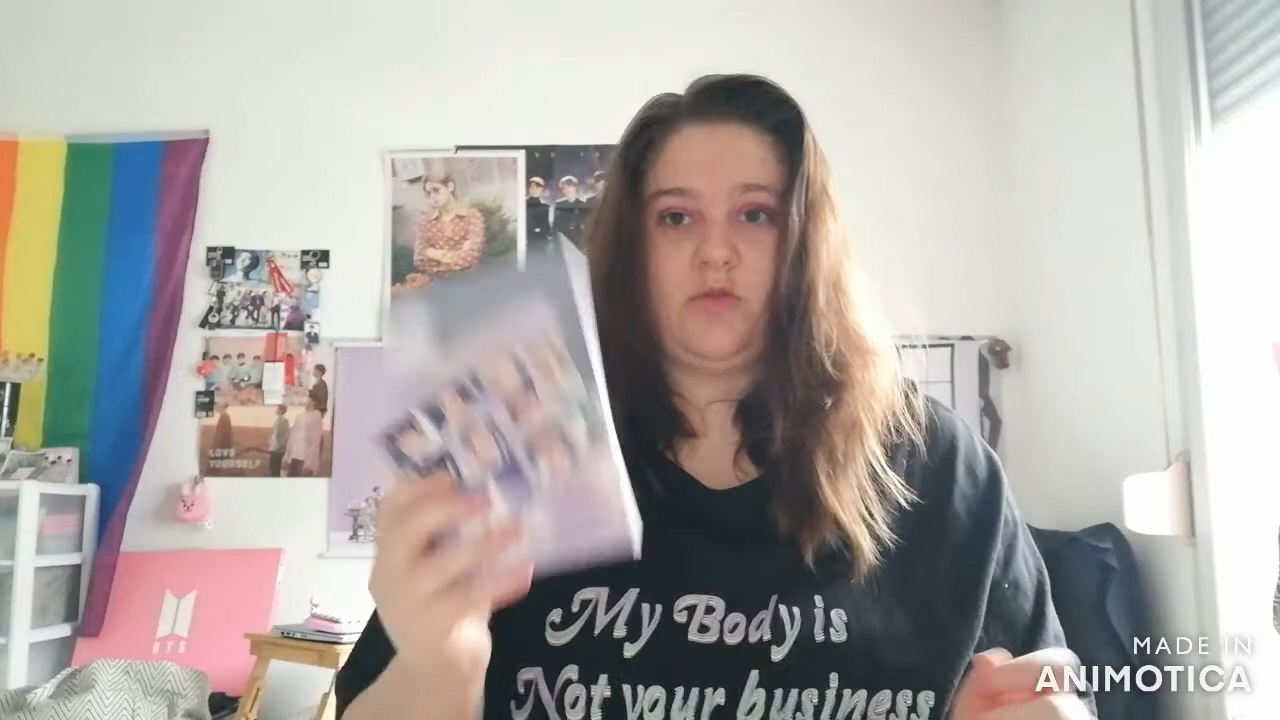 LOVE
YOURSELF
BTS
My Body is
Not your business
MADE IN
ANIMOTICA